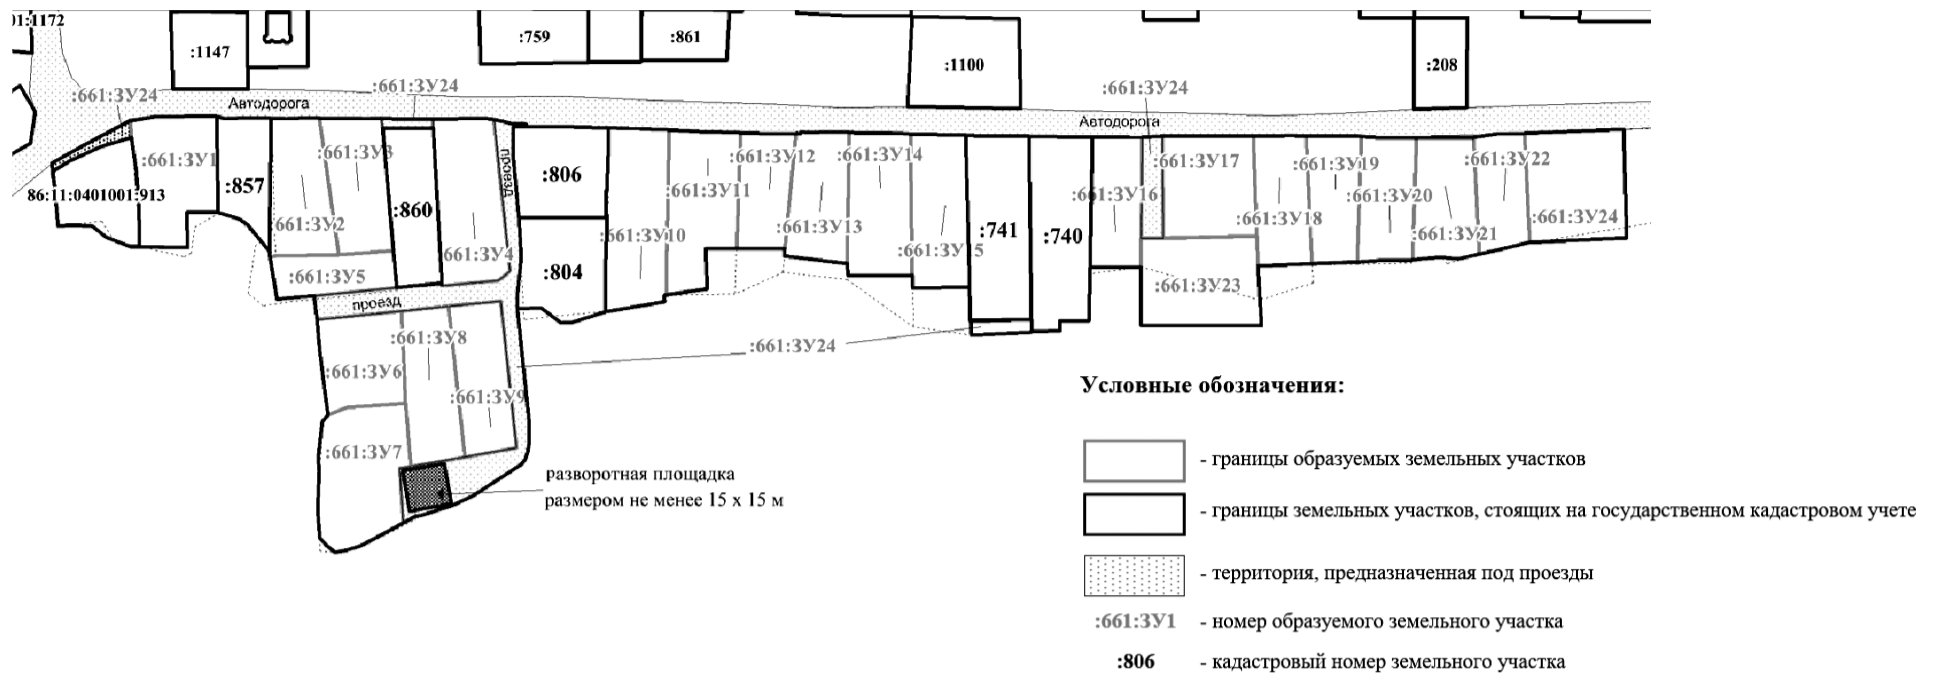 01:1172
:1147
:759
:861
:1100
:208
:661:ЗУ24
:661:ЗУ24
:661:ЗУ24
Автодорога
Автодорога
:661:ЗУ1
:857
:661:ЗУ3
проезд
:806
:661:ЗУ12
:661:ЗУ14
:661:ЗУ17
:661:ЗУ19
:661:ЗУ22
86:11:0401001:913
:661:ЗУ11
:661:ЗУ16
:661:ЗУ20
:860
661:ЗУ2
:661:ЗУ13
:661:ЗУ18
:661:ЗУ24
:661:ЗУ10
:741
:740
:661:ЗУ21
:661:ЗУ4
:661:ЗУ15
:661:ЗУ5
:804
:661:ЗУ23
проезд
:661:ЗУ8
:661:ЗУ24
:661:ЗУ6
:661:ЗУ9
:661:ЗУ7
разворотная площадка
размером не менее 15 х 15 м
Условные обозначения:
- границы образуемых земельных участков
- границы земельных участков, стоящих на государственном кадастровом учете
- территория, предназначенная под проезды
:661:ЗУ1 - номер образуемого земельного участка
:806 - кадастровый номер земельного участка